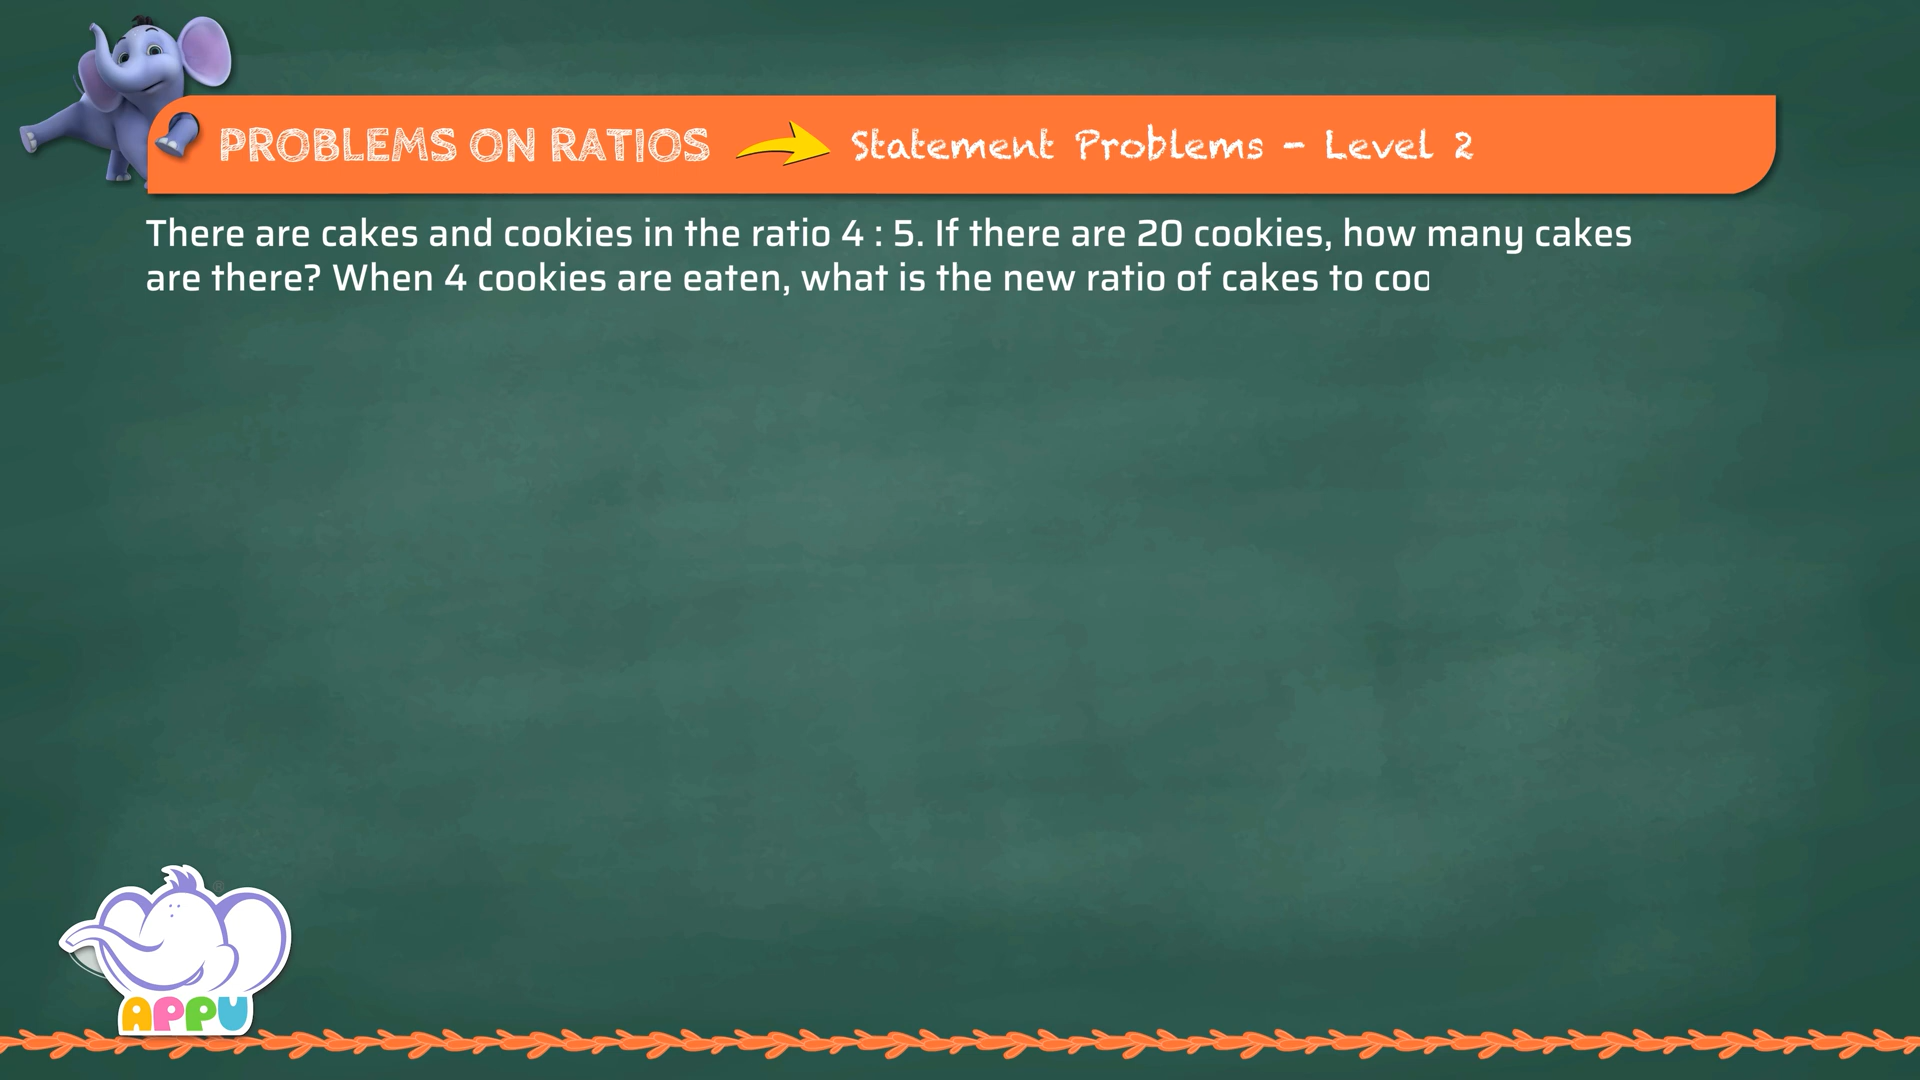 PROBLEMS ON RATIOS Statement Problems - Level 2
There are cakes and cookies in the ratio 4 : 5. If there are 20 cookies, how many cakes
are there? When 4 cookies are eaten, what is the new ratio of cakes to coo
APPU